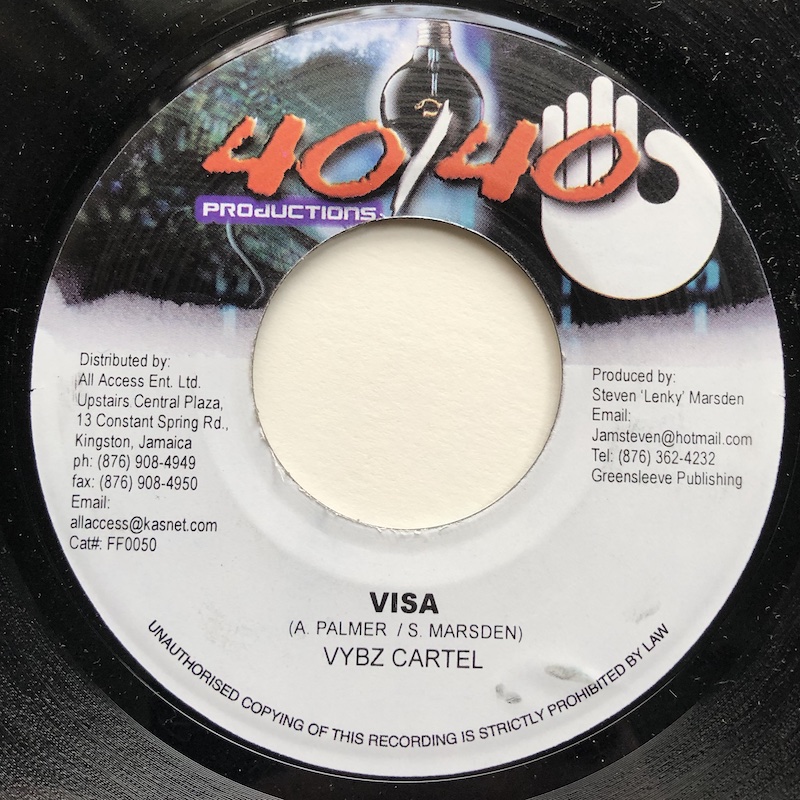 40/40
PRODUCTIONS
Distributed by:
All Access Ent. Ltd.
Upstairs Central Plaza,
13 Constant Spring Rd.,
Kingston, Jamaica
ph: (876) 908-4949
fax: (876) 908-4950
Email:
allaccess@kasnet.com
Cat#: FF0050
Produced by:
Steven 'Lenky' Marsden
Email:
Jamsteven@hotmail.com
Tel: (876) 362-4232
Greensleeve Publishing
VISA
(A. PALMER / S. MARSDEN)
VYBZ CARTEL
UNAUTHORISED COPYING OF THIS RECORDING IS STRICTLY PROHIBITED BY LAW